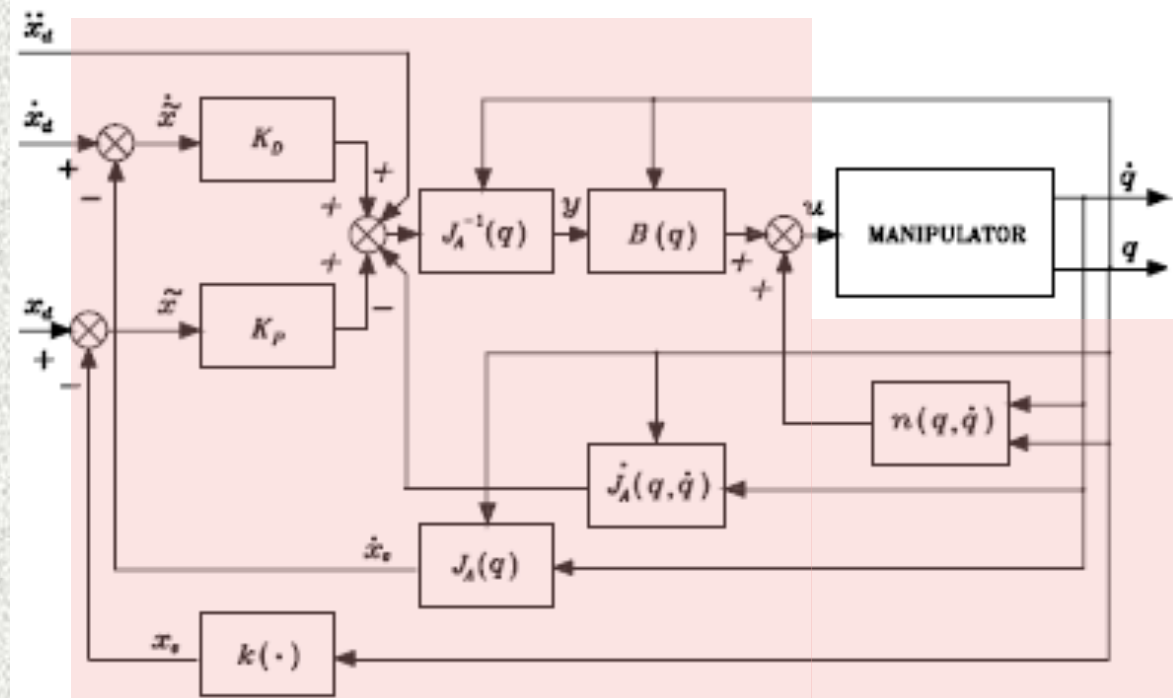 ẍ_d
ẋ_d
+
−
x̃̇
K_D
+
+
+
−
J_A⁻¹(q)
y
B(q)
+
+
u
MANIPULATOR
q̇
q
x_d
+
−
x̃
K_P
n(q,q̇)
J̇_A(q,q̇)
ẋ_e
J_A(q)
x_e
k(·)